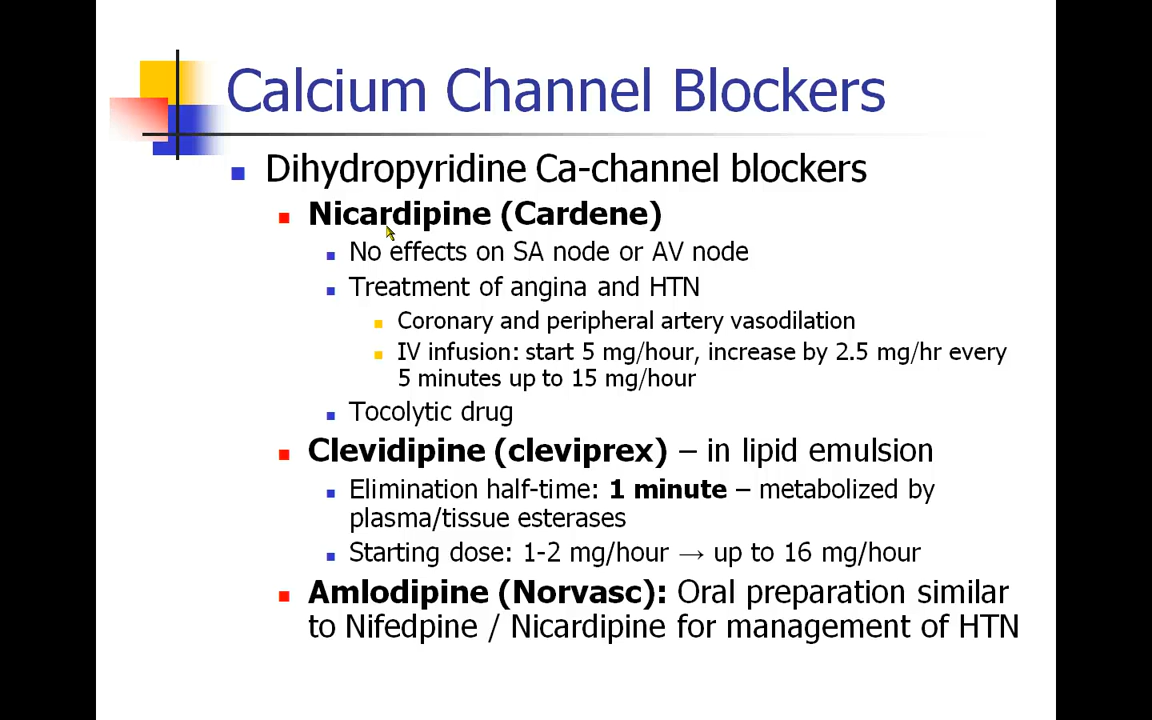 Calcium Channel Blockers
Dihydropyridine Ca-channel blockers
Nicardipine (Cardene)
No effects on SA node or AV node
Treatment of angina and HTN
Coronary and peripheral artery vasodilation
IV infusion: start 5 mg/hour, increase by 2.5 mg/hr every
5 minutes up to 15 mg/hour
Tocolytic drug
Clevidipine (cleviprex) – in lipid emulsion
Elimination half-time: 1 minute – metabolized by
plasma/tissue esterases
Starting dose: 1-2 mg/hour → up to 16 mg/hour
Amlodipine (Norvasc): Oral preparation similar
to Nifedpine / Nicardipine for management of HTN